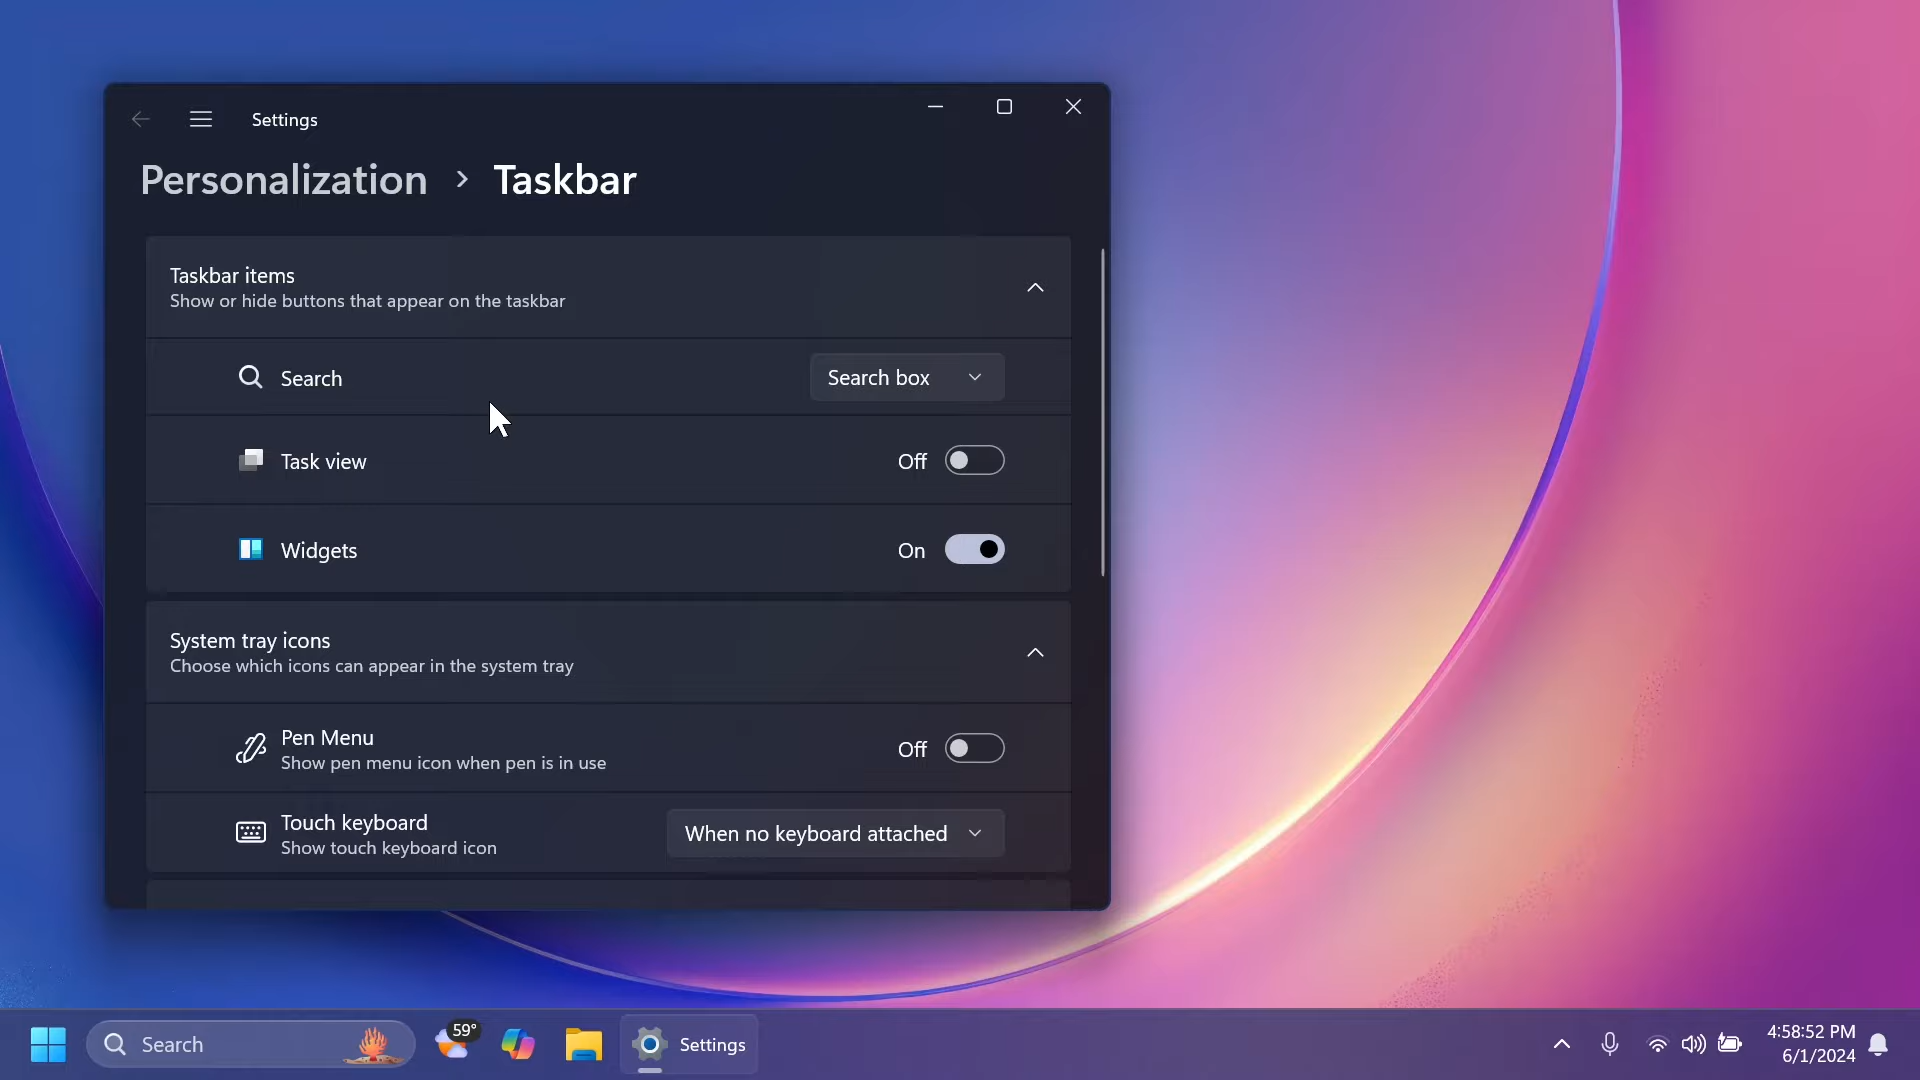 Settings
Personalization > Taskbar
Taskbar items
Show or hide buttons that appear on the taskbar
Search
Search box
Task view
Off
Widgets
On
System tray icons
Choose which icons can appear in the system tray
Pen Menu
Show pen menu icon when pen is in use
Off
Touch keyboard
Show touch keyboard icon
When no keyboard attached
Search
59°
Settings
4:58:52 PM
6/1/2024